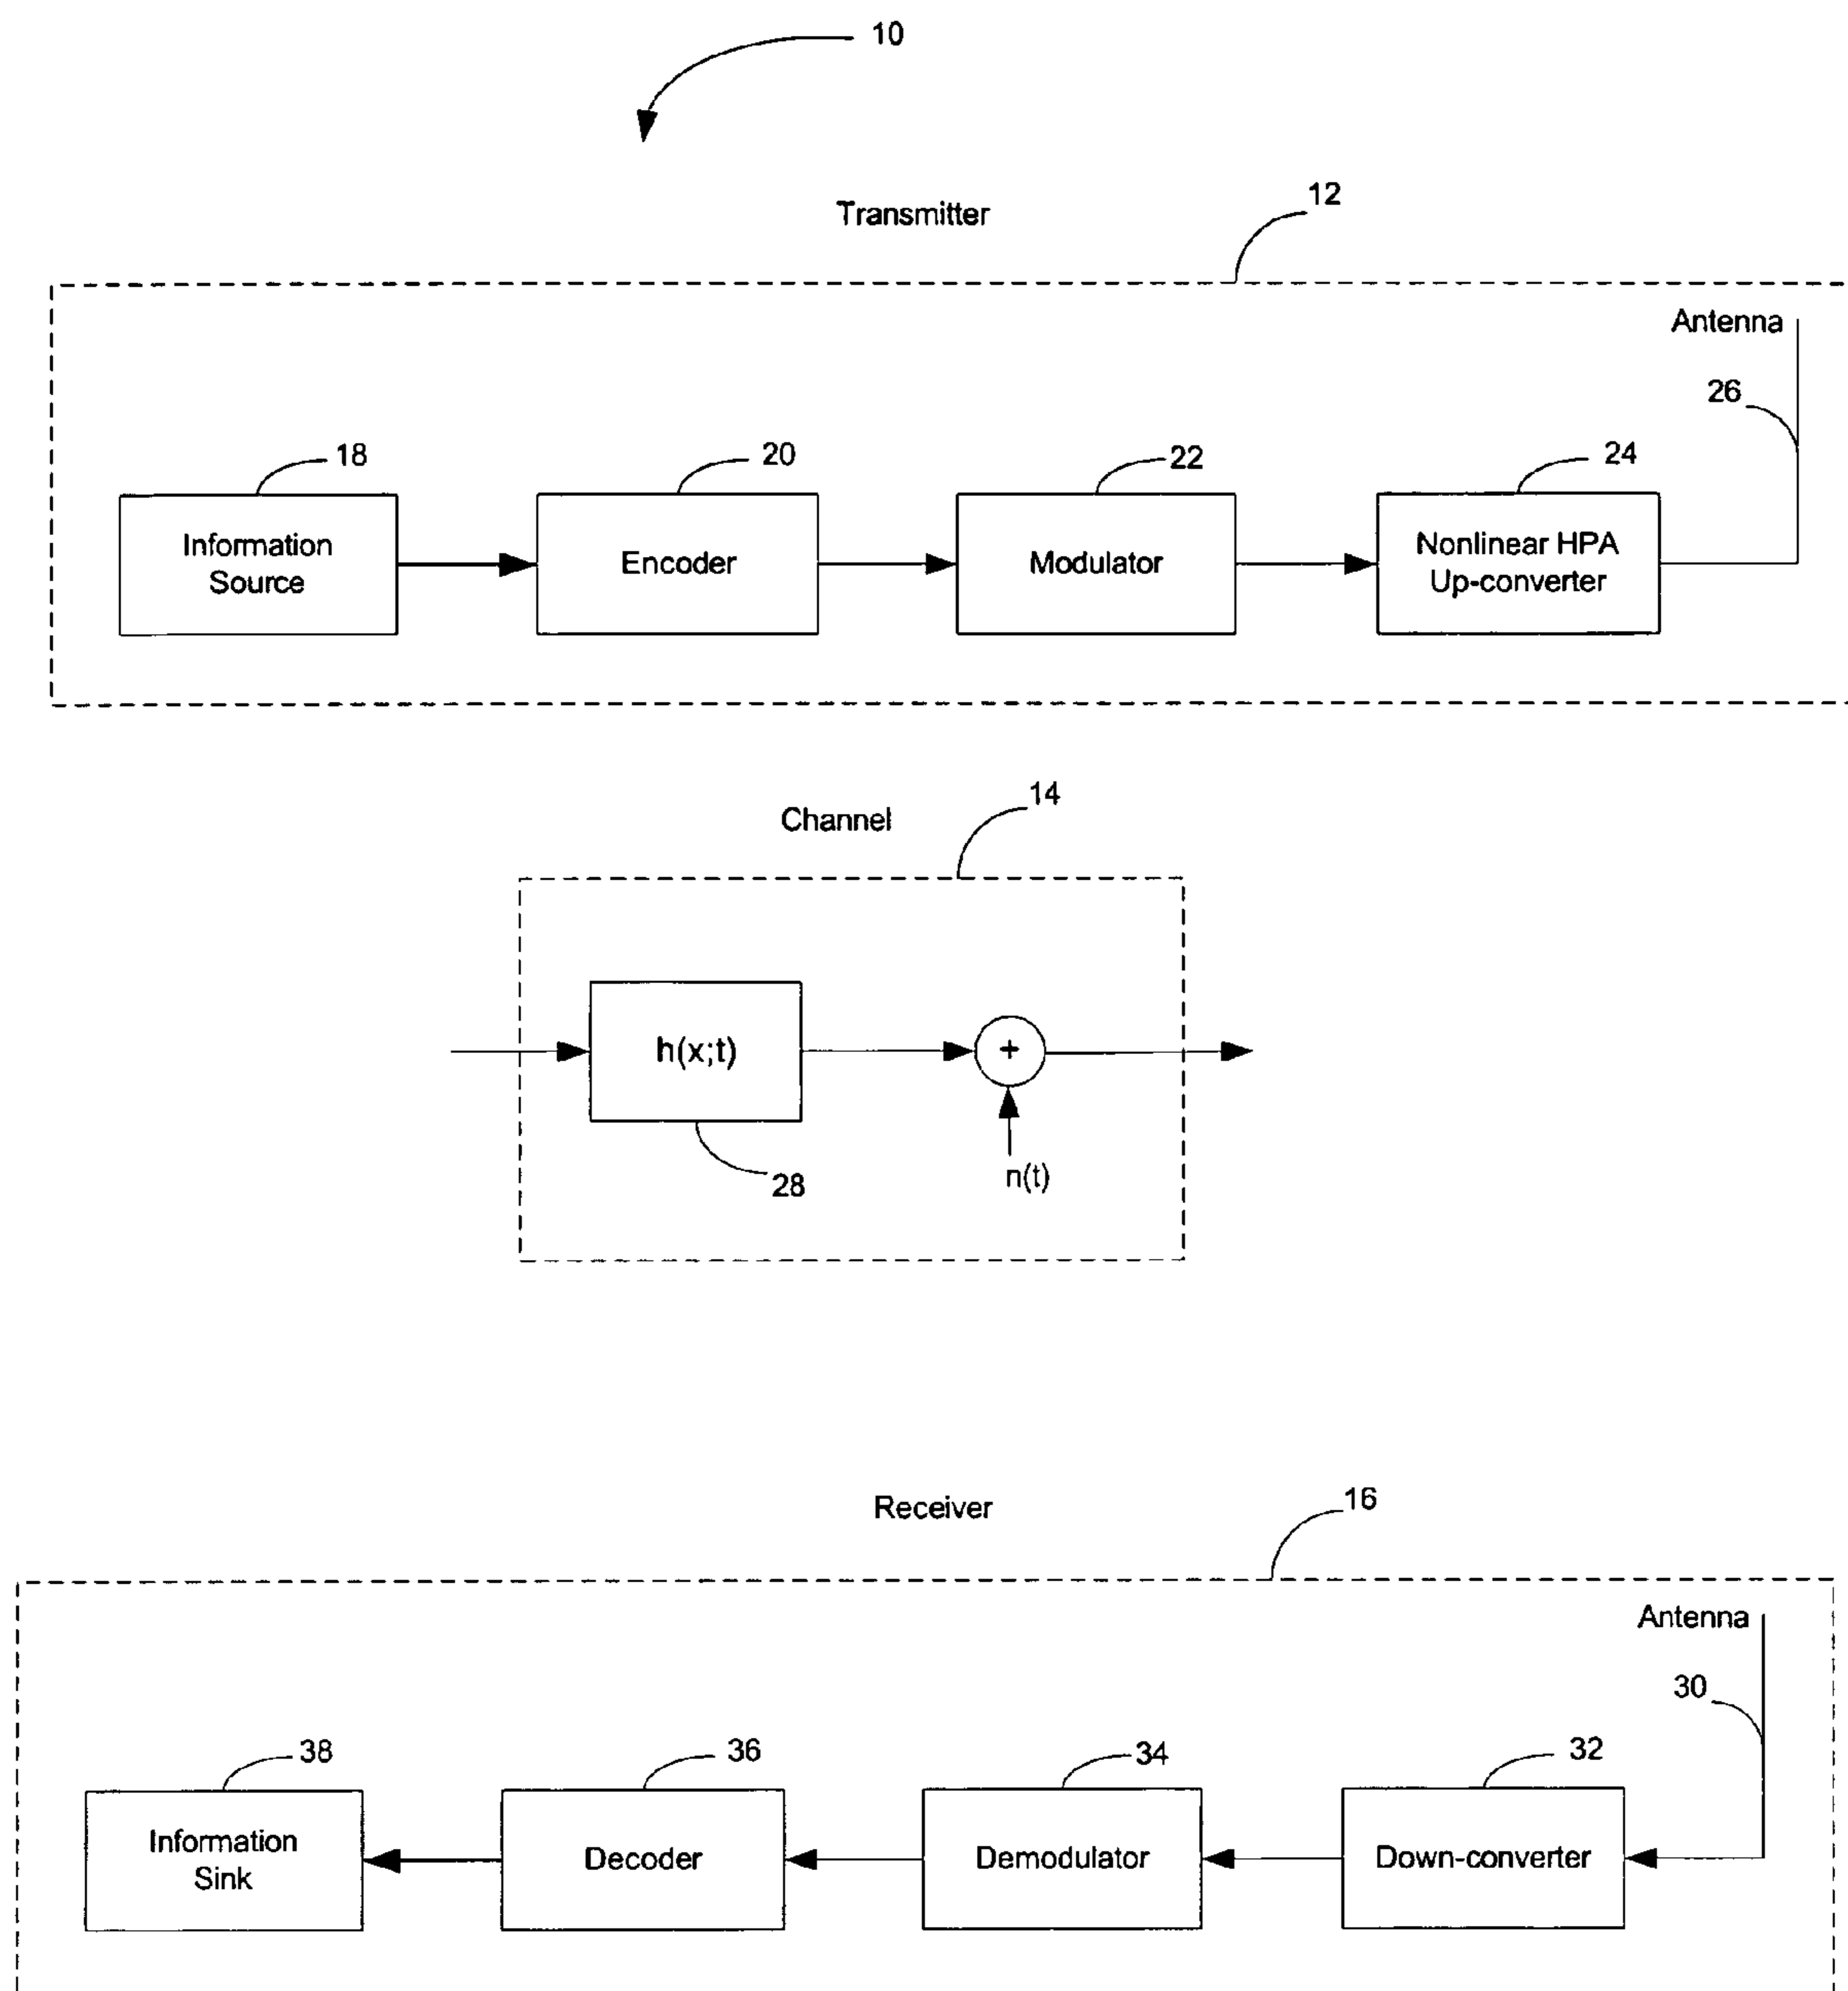 10
Transmitter
12
Antenna
26
18
20
22
24
Information
Source
Encoder
Modulator
Nonlinear HPA
Up-converter
Channel
14
h(x;t)
+
28
n(t)
Receiver
16
Antenna
30
38
36
34
32
Information
Sink
Decoder
Demodulator
Down-converter